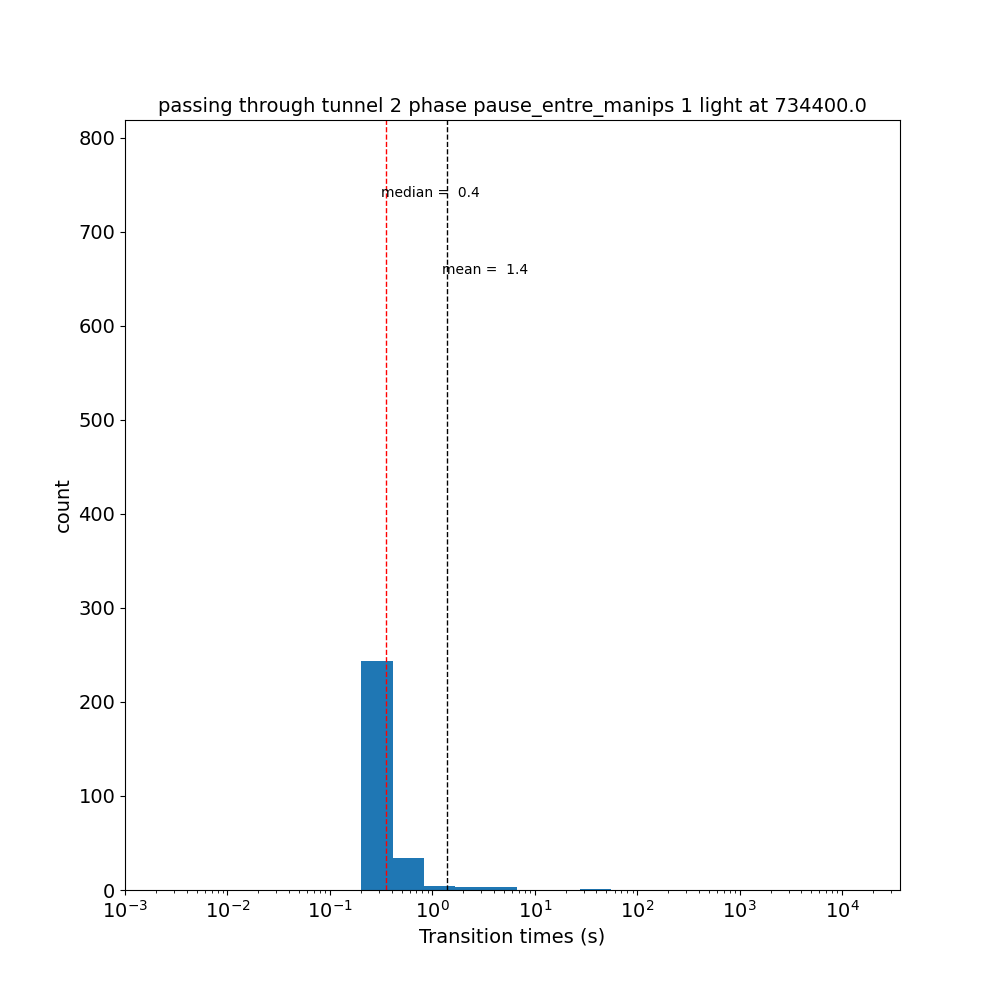 passing through tunnel 2 phase pause_entre_manips 1 light at 734400.0
800
700
600
500
400
300
200
100
0
count
median =  0.4
mean =  1.4
10⁻³ 10⁻² 10⁻¹ 10⁰ 10¹ 10² 10³ 10⁴
Transition times (s)